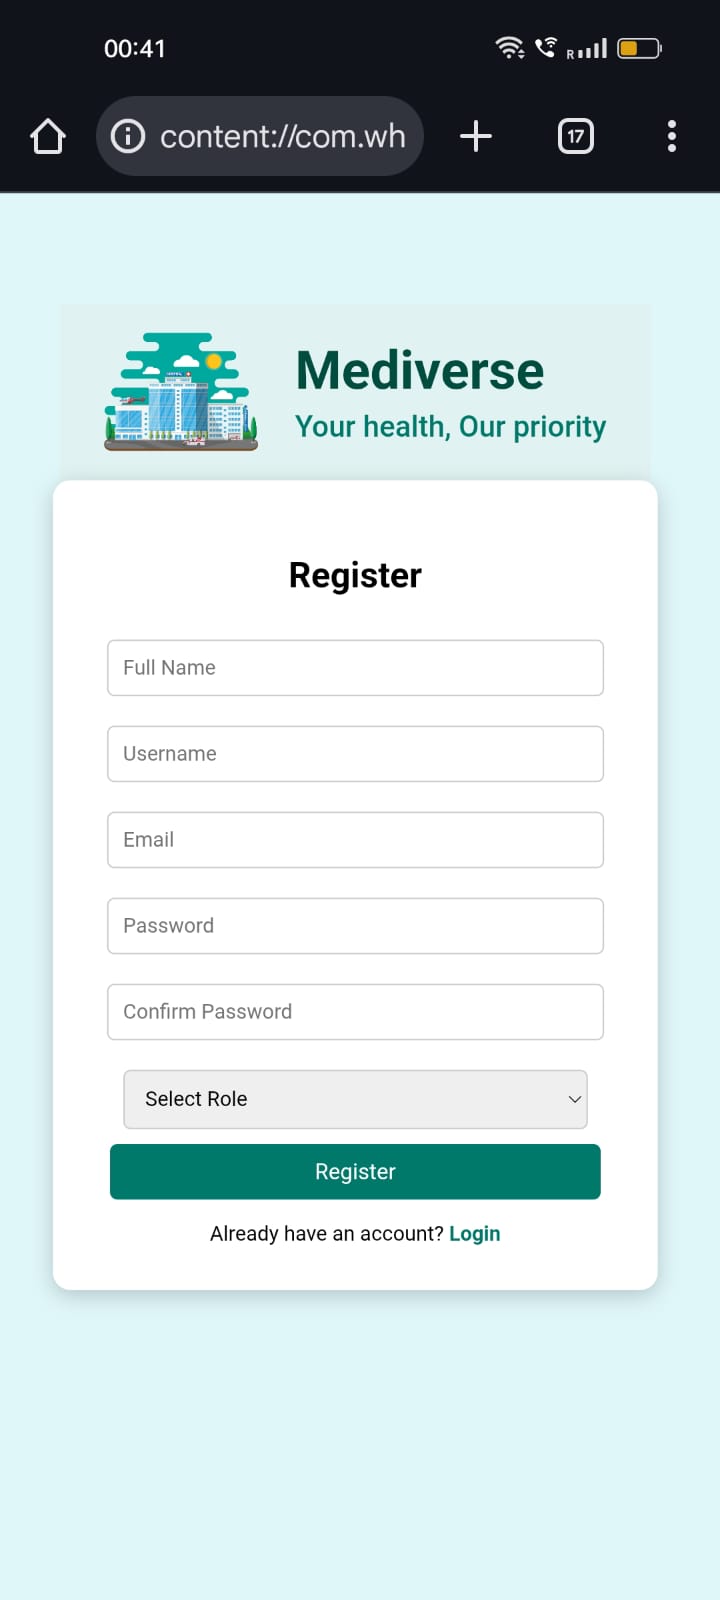 00:41
R
content://com.wh
17
Mediverse
Your health, Our priority
Register
Full Name
Username
Email
Password
Confirm Password
Select Role
Register
Already have an account? Login